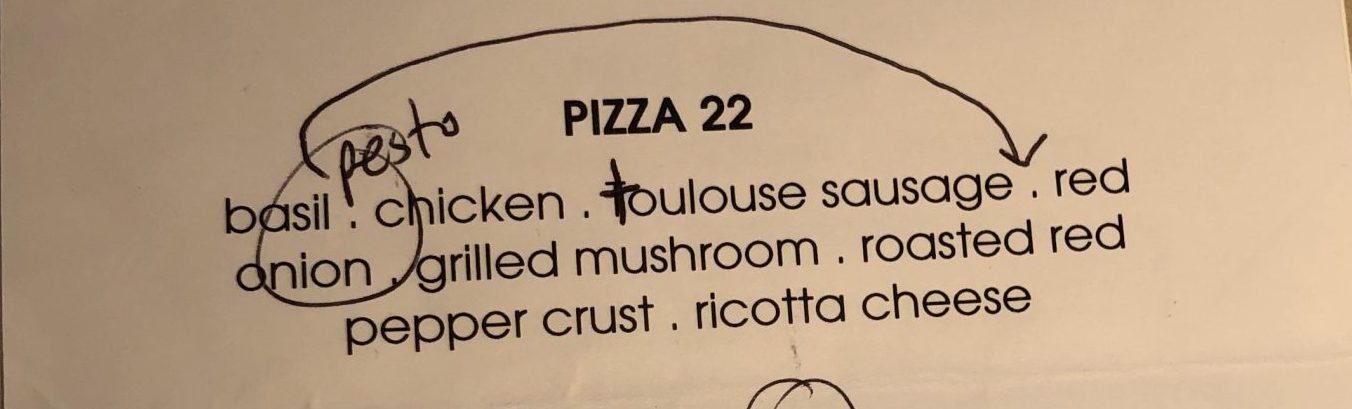 pesto
PIZZA 22
basil . chicken . toulouse sausage . red
onion . grilled mushroom . roasted red
pepper crust . ricotta cheese